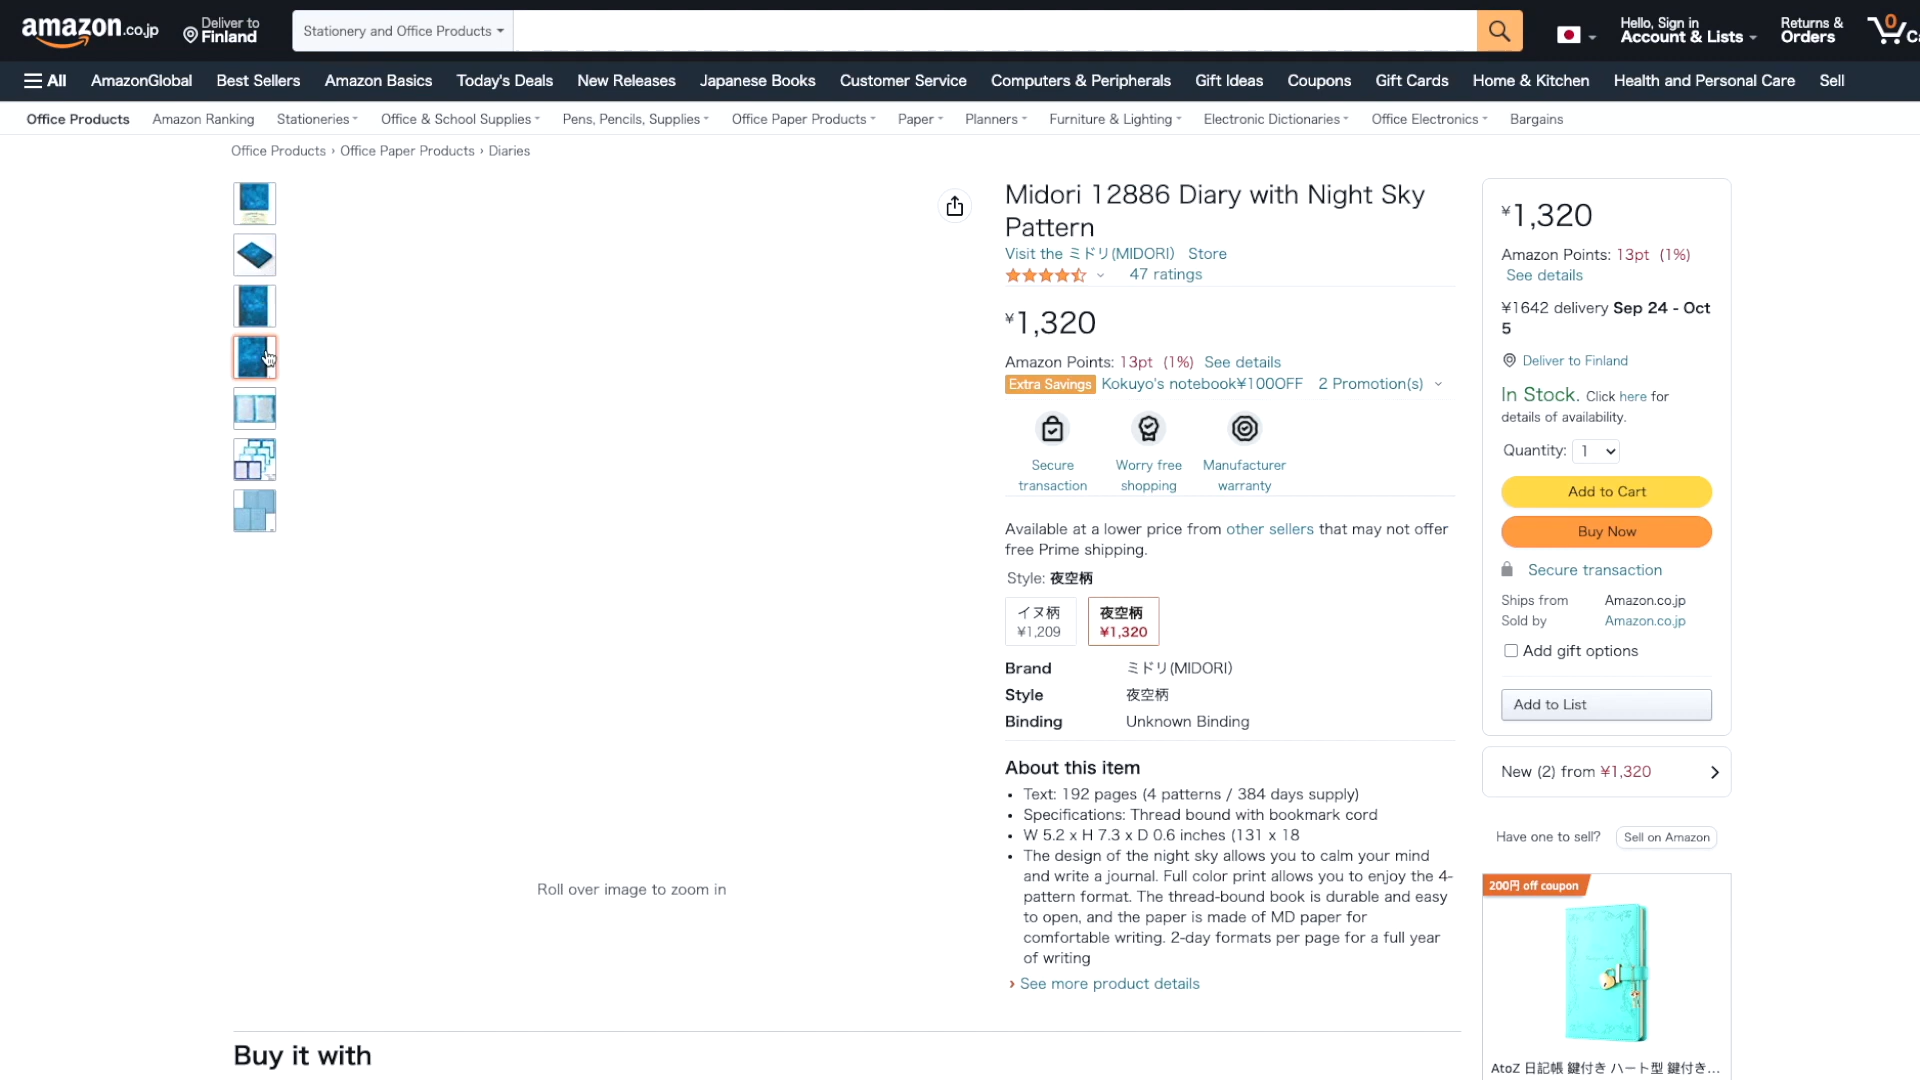 amazon.co.jp
Deliver to
Finland
Stationery and Office Products
Hello, Sign in
Account & Lists
Returns &
Orders
0
All
AmazonGlobal
Best Sellers
Amazon Basics
Today's Deals
New Releases
Japanese Books
Customer Service
Computers & Peripherals
Gift Ideas
Coupons
Gift Cards
Home & Kitchen
Health and Personal Care
Sell
Office Products
Amazon Ranking
Stationeries
Office & School Supplies
Pens, Pencils, Supplies
Office Paper Products
Paper
Planners
Furniture & Lighting
Electronic Dictionaries
Office Electronics
Bargains
Office Products › Office Paper Products › Diaries
Roll over image to zoom in
Midori 12886 Diary with Night Sky
Pattern
Visit the ミドリ(MIDORI) Store
47 ratings
¥1,320
Amazon Points: 13pt (1%) See details
Extra Savings Kokuyo's notebook¥100OFF 2 Promotion(s)
Secure
transaction
Worry free
shopping
Manufacturer
warranty
Available at a lower price from other sellers that may not offer
free Prime shipping.
Style: 夜空柄
イヌ柄
¥1,209
夜空柄
¥1,320
Brand ミドリ(MIDORI)
Style 夜空柄
Binding Unknown Binding
About this item
• Text: 192 pages (4 patterns / 384 days supply)
• Specifications: Thread bound with bookmark cord
• W 5.2 x H 7.3 x D 0.6 inches (131 x 18
• The design of the night sky allows you to calm your mind
and write a journal. Full color print allows you to enjoy the 4-
pattern format. The thread-bound book is durable and easy
to open, and the paper is made of MD paper for
comfortable writing. 2-day formats per page for a full year
of writing
› See more product details
¥1,320
Amazon Points: 13pt (1%)
See details
¥1642 delivery Sep 24 - Oct
5
Deliver to Finland
In Stock. Click here for
details of availability.
Quantity: 1
Add to Cart
Buy Now
Secure transaction
Ships from Amazon.co.jp
Sold by Amazon.co.jp
Add gift options
Add to List
New (2) from ¥1,320
Have one to sell? Sell on Amazon
200円 off coupon
AtoZ 日記帳 鍵付き ハート型 鍵付き...
Buy it with